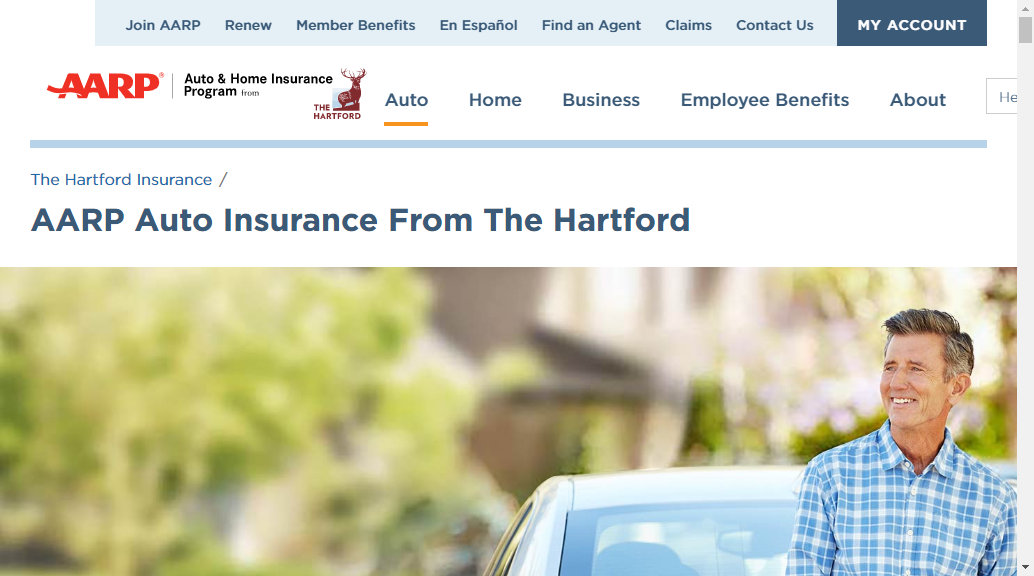 Join AARP Renew Member Benefits En Español Find an Agent Claims Contact Us MY ACCOUNT
AARP® Auto & Home Insurance
Program from
THE
HARTFORD
Auto Home Business Employee Benefits About He
The Hartford Insurance /
AARP Auto Insurance From The Hartford